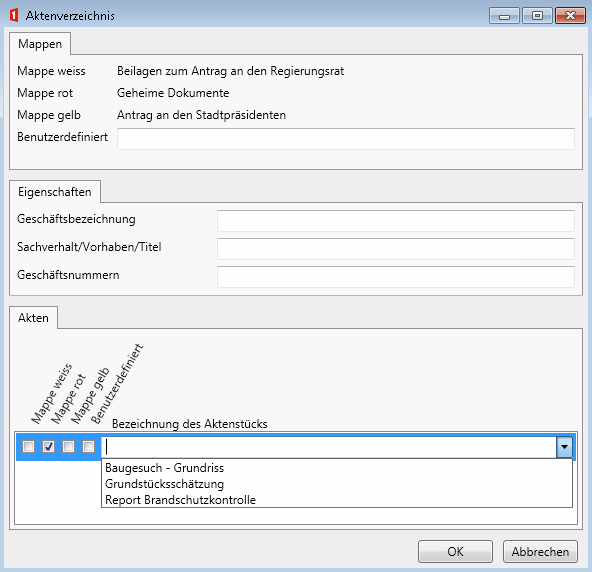 Aktenverzeichnis
Mappen
Mappe weiss Beilagen zum Antrag an den Regierungsrat
Mappe rot Geheime Dokumente
Mappe gelb Antrag an den Stadtpräsidenten
Benutzerdefiniert
Eigenschaften
Geschäftsbezeichnung
Sachverhalt/Vorhaben/Titel
Geschäftsnummern
Akten
Mappe weiss
Mappe rot
Mappe gelb
Benutzerdefiniert
Bezeichnung des Aktenstücks
Baugesuch - Grundriss
Grundstücksschätzung
Report Brandschutzkontrolle
OK Abbrechen